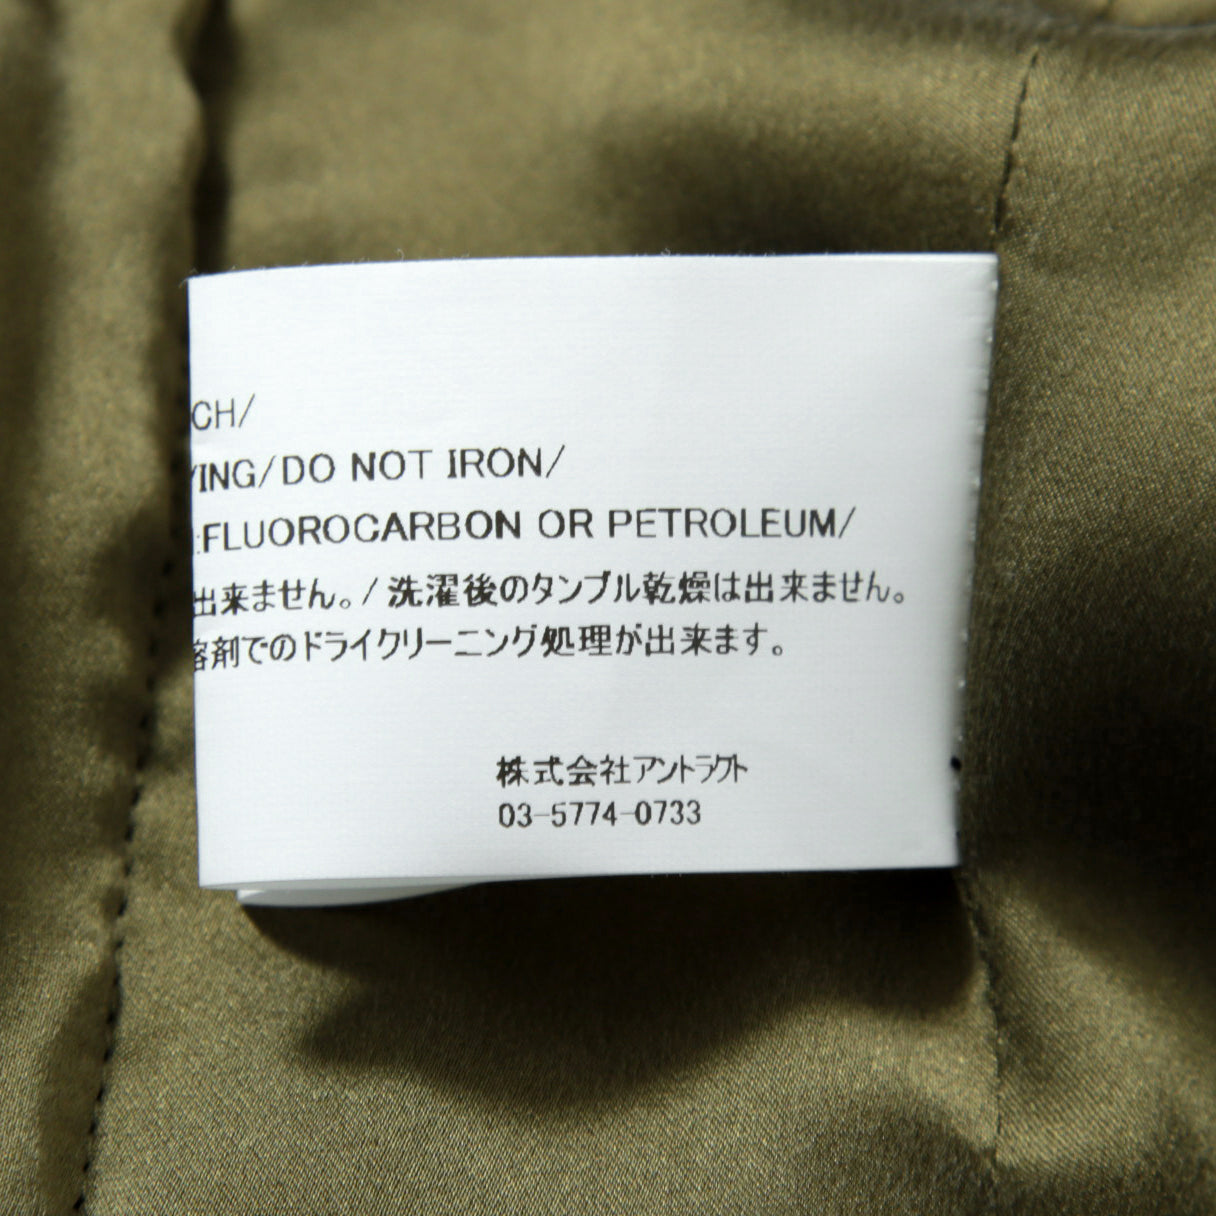 CH/
YING/DO NOT IRON/
:FLUOROCARBON OR PETROLEUM/
出来ません。/洗濯後のタンブル乾燥は出来ません。
溶剤でのドライクリーニング処理が出来ます。
株式会社アントラクト
03-5774-0733